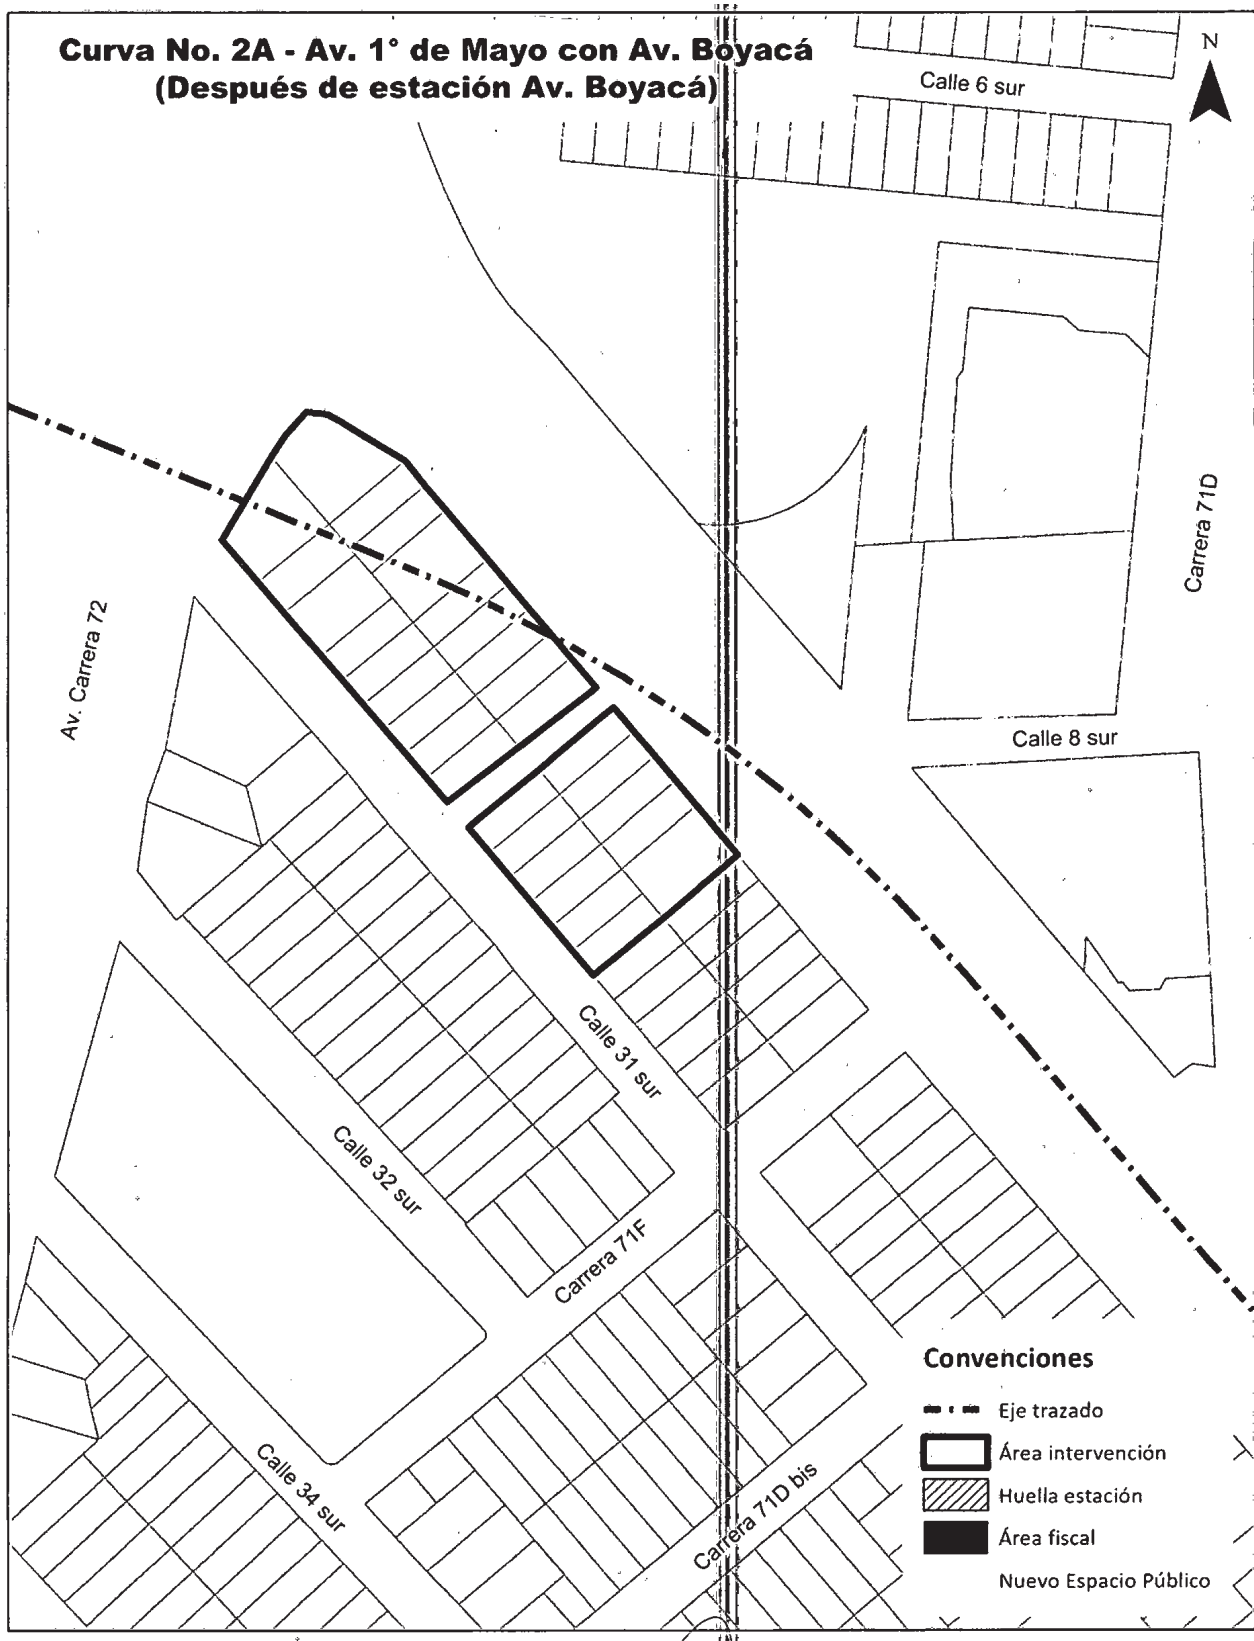 Curva No. 2A - Av. 1° de Mayo con Av. Boyacá
(Después de estación Av. Boyacá)
N
Calle 6 sur
Carrera 71D
Av. Carrera 72
Calle 8 sur
Calle 31 sur
Calle 32 sur
Carrera 71F
Calle 34 sur
Carrera 71D bis
Convenciones
Eje trazado
Área intervención
Huella estación
Área fiscal
Nuevo Espacio Público